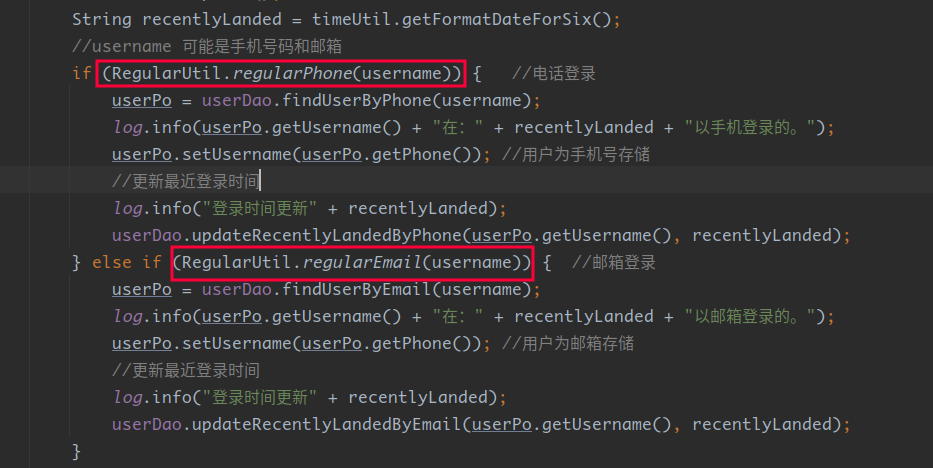 String recentlyLanded = timeUtil.getFormatDateForSix();
//username 可能是手机号码和邮箱
if (RegularUtil.regularPhone(username)) {   //电话登录
userPo = userDao.findUserByPhone(username);
log.info(userPo.getUsername() + "在：" + recentlyLanded + "以手机登录的。");
userPo.setUsername(userPo.getPhone()); //用户为手机号存储
//更新最近登录时间
log.info("登录时间更新" + recentlyLanded);
userDao.updateRecentlyLandedByPhone(userPo.getUsername(), recentlyLanded);
} else if (RegularUtil.regularEmail(username)) {  //邮箱登录
userPo = userDao.findUserByEmail(username);
log.info(userPo.getUsername() + "在：" + recentlyLanded + "以邮箱登录的。");
userPo.setUsername(userPo.getPhone()); //用户为邮箱存储
//更新最近登录时间
log.info("登录时间更新" + recentlyLanded);
userDao.updateRecentlyLandedByEmail(userPo.getUsername(), recentlyLanded);
}